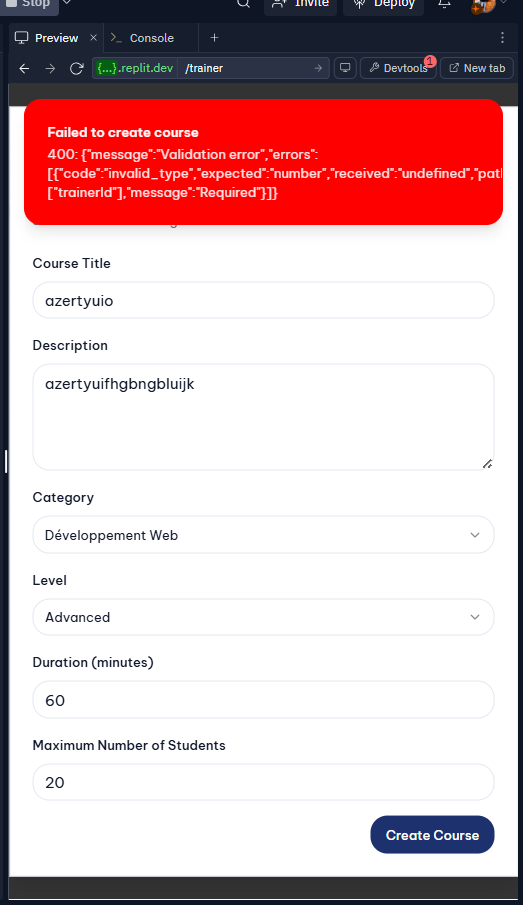 Stop
Invite
Deploy
Preview
Console
{...}.replit.dev /trainer
Devtools 1
New tab
Failed to create course
400: {"message":"Validation error","errors":
[{"code":"invalid_type","expected":"number","received":"undefined","pat
["trainerId"],"message":"Required"}]}
Course Title
azertyuio
Description
azertyuifhgbngbluijk
Category
Développement Web
Level
Advanced
Duration (minutes)
60
Maximum Number of Students
20
Create Course